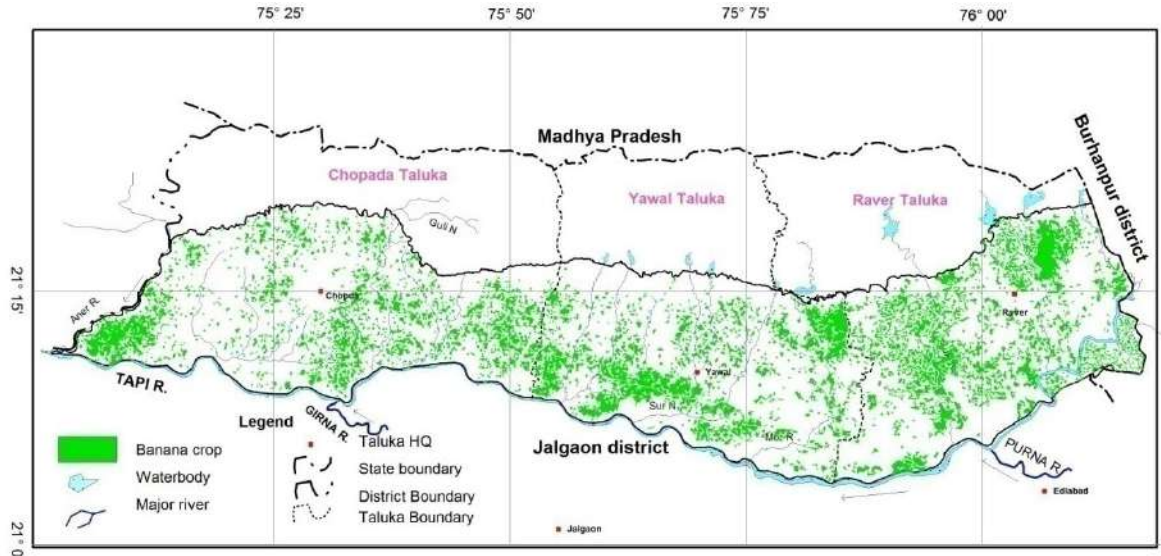 75° 25'
75° 50'
75° 75'
76° 00'
Madhya Pradesh
Burhanpur district
Chopada Taluka
Yawal Taluka
Raver Taluka
Guli N
21° 15'
Aner R.
Chopda
Raver
TAPI R.
Yawal
Sur N.
Mor R.
Legend
GIRNA R.
Jalgaon district
PURNA R.
Banana crop
Waterbody
Major river
Taluka HQ
State boundary
District Boundary
Taluka Boundary
Edlabad
Jalgaon
21° 0